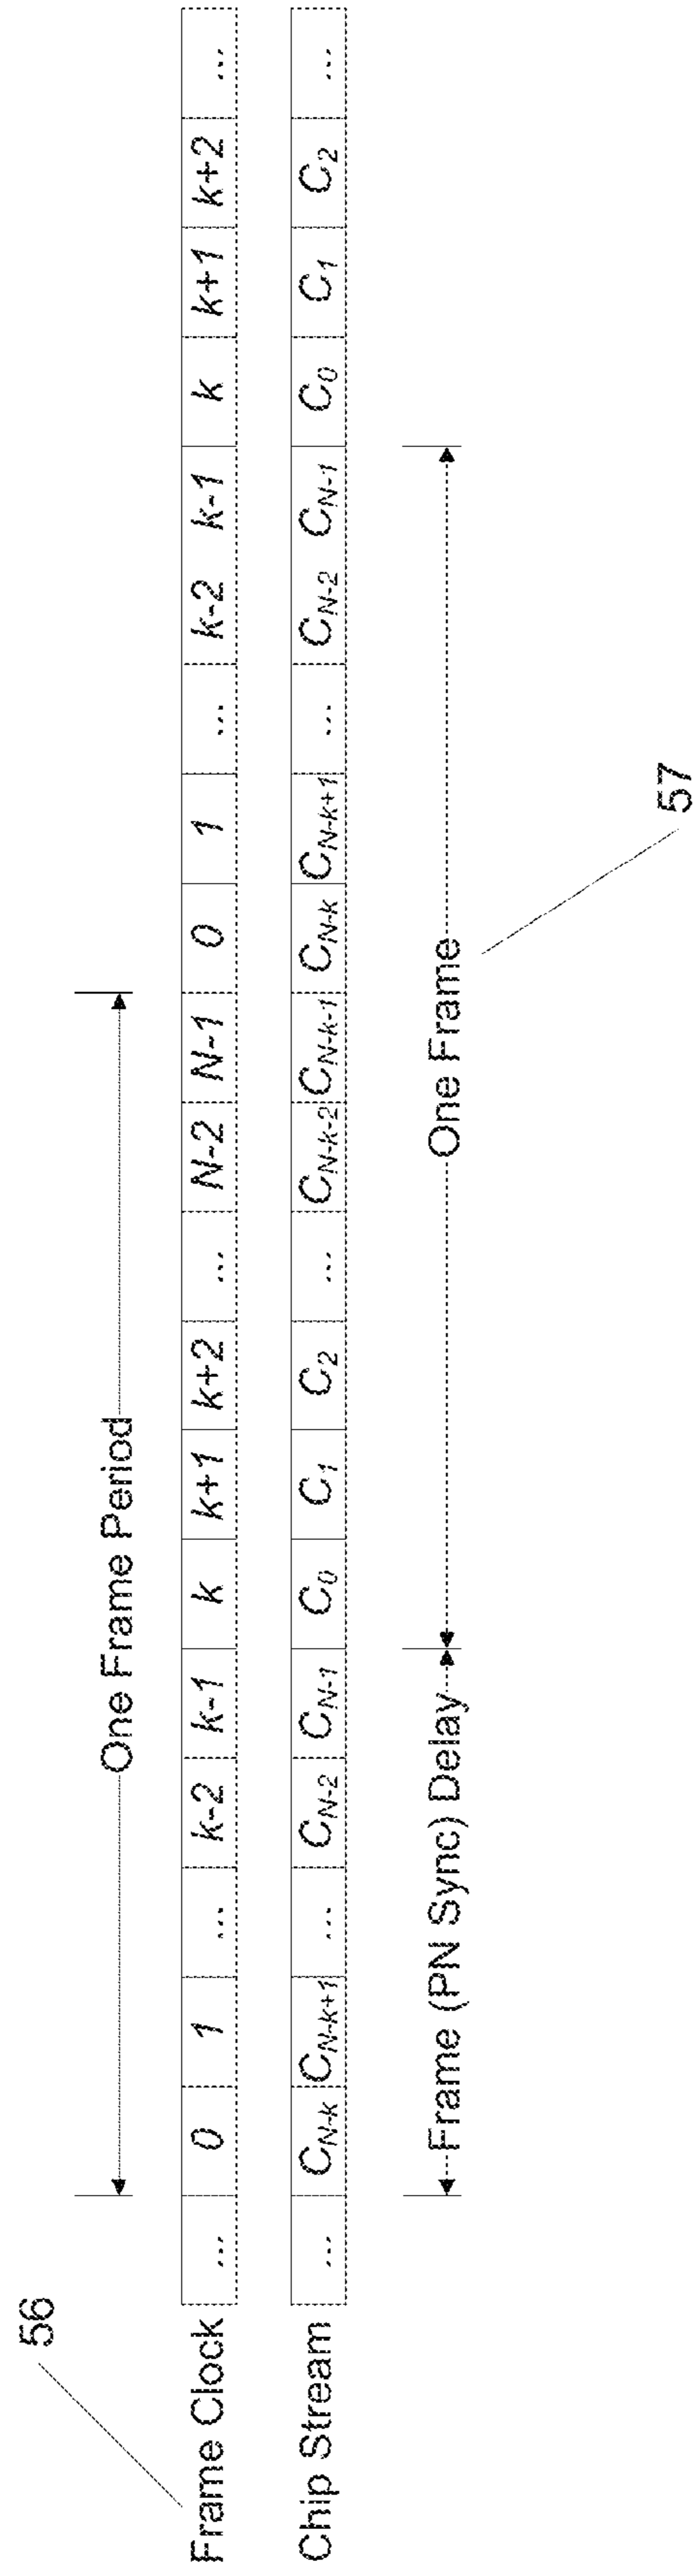 56
One Frame Period
Frame Clock ... 0 1 ... k-2 k-1 k k+1 k+2 ... N-2 N-1 0 1 ... k-2 k-1 k k+1 k+2 ...
Chip Stream ... C_{N-k} C_{N-k+1} ... C_{N-2} C_{N-1} C_0 C_1 C_2 ... C_{N-k-2} C_{N-k-1} C_{N-k} C_{N-k+1} ... C_{N-2} C_{N-1} C_0 C_1 C_2 ...
Frame (PN Sync) Delay One Frame
57